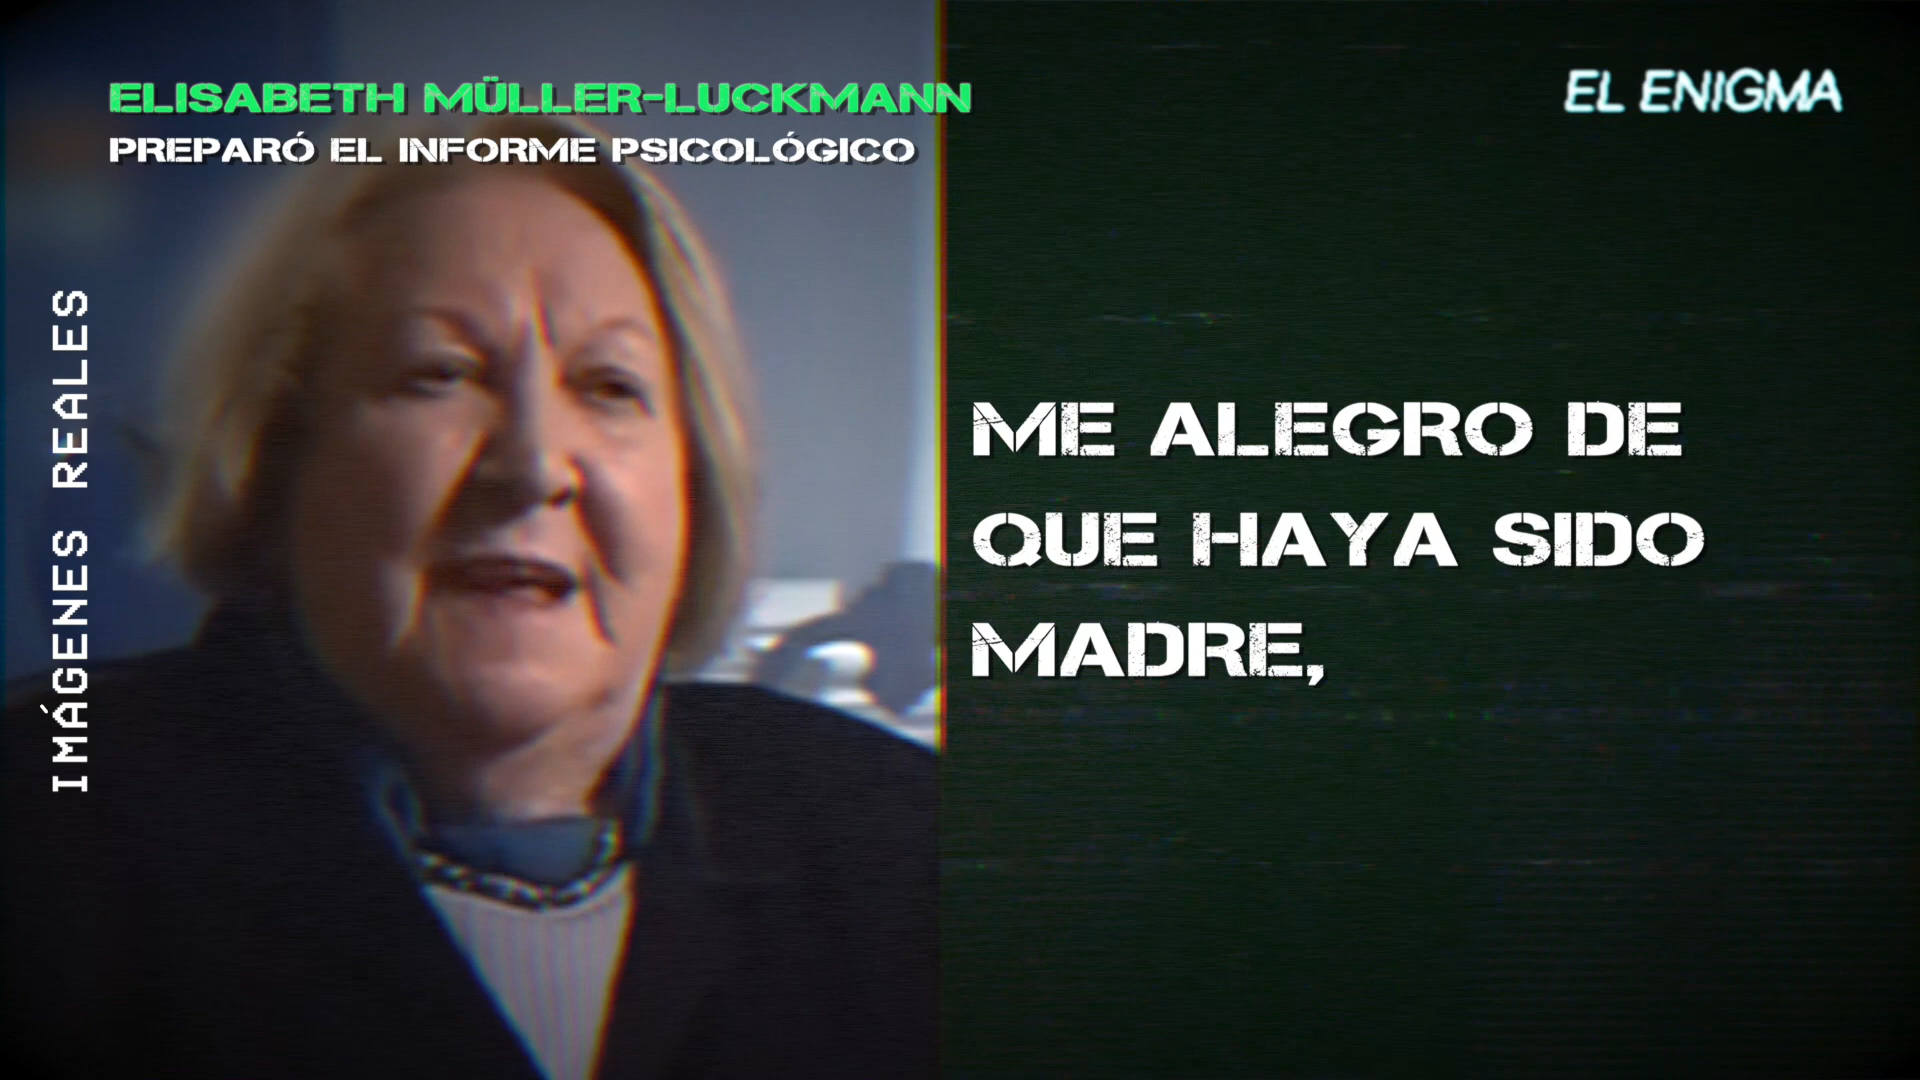 ELISABETH MÜLLER-LUCKMANN
PREPARÓ EL INFORME PSICOLÓGICO
EL ENIGMA
IMÁGENES REALES
ME ALEGRO DE
QUE HAYA SIDO
MADRE,